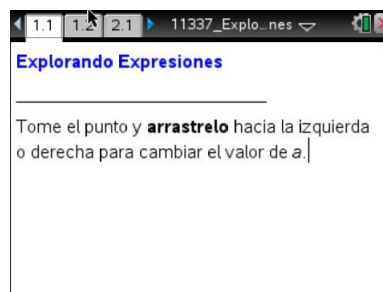 1.1 1.2 2.1 11337_Explo...nes
Explorando Expresiones
Tome el punto y arrastrelo hacia la izquierda
o derecha para cambiar el valor de a.